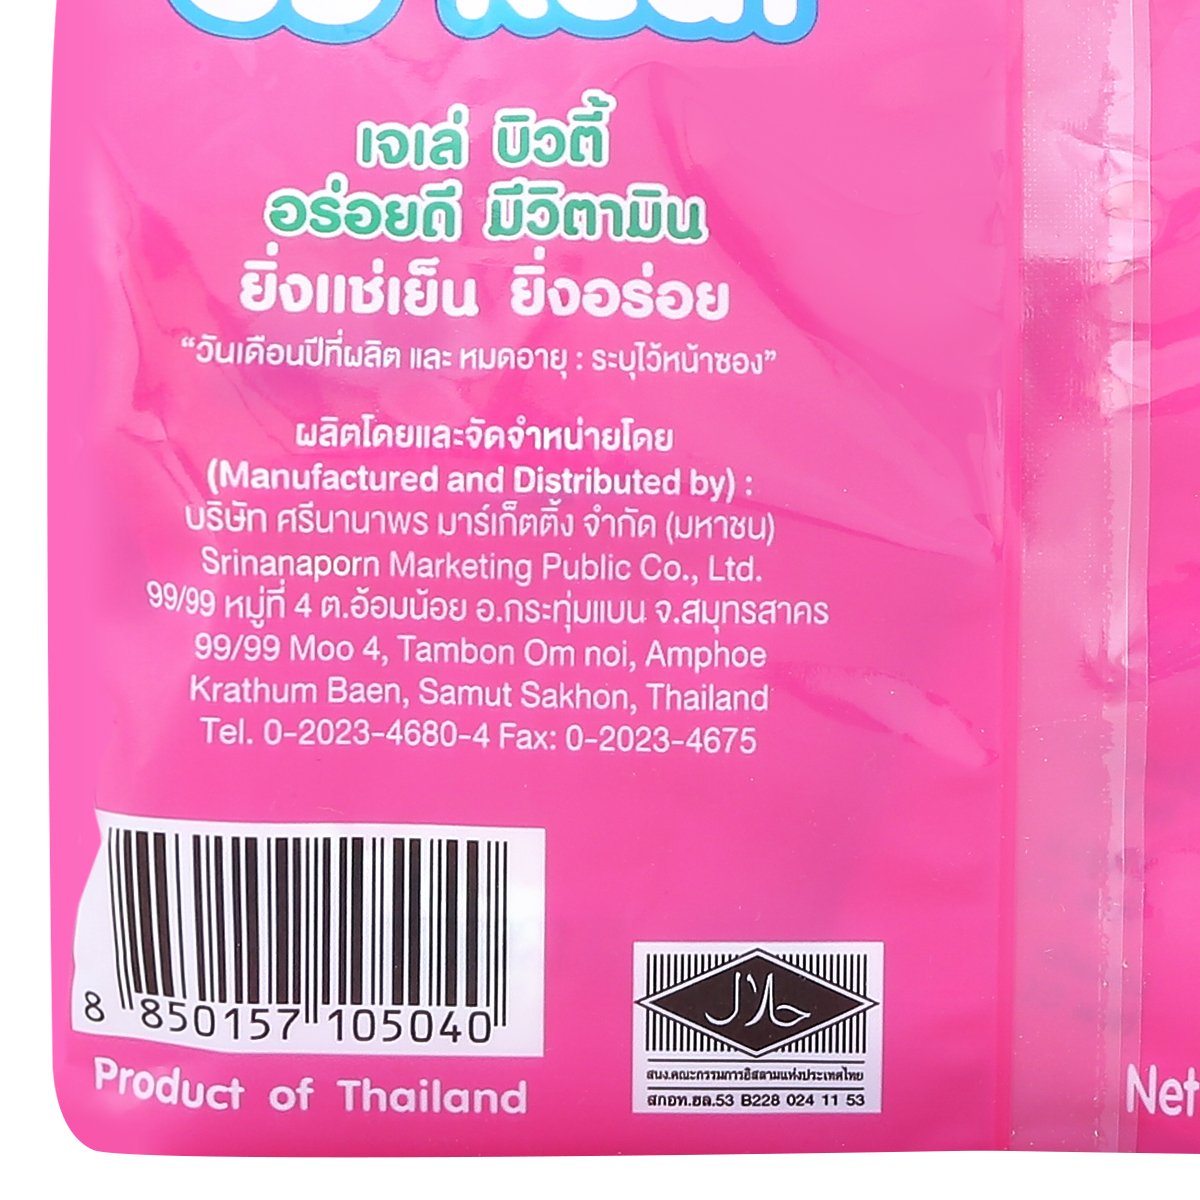 เจเล่ บิวตี้
อร่อยดี มีวิตามิน
ยิ่งแช่เย็น ยิ่งอร่อย
“วันเดือนปีที่ผลิต และ หมดอายุ : ระบุไว้หน้าซอง”
ผลิตโดยและจัดจำหน่ายโดย
(Manufactured and Distributed by) :
บริษัท ศรีนานาพร มาร์เก็ตติ้ง จำกัด (มหาชน)
Srinanaporn Marketing Public Co., Ltd.
99/99 หมู่ที่ 4 ต.อ้อมน้อย อ.กระทุ่มแบน จ.สมุทรสาคร
99/99 Moo 4, Tambon Om noi, Amphoe
Krathum Baen, Samut Sakhon, Thailand
Tel. 0-2023-4680-4 Fax: 0-2023-4675
8 850157 105040
Product of Thailand
حلال
สนง.คณะกรรมการอิสลามแห่งประเทศไทย
สกอท.ฮล.53 B228 024 11 53
Net